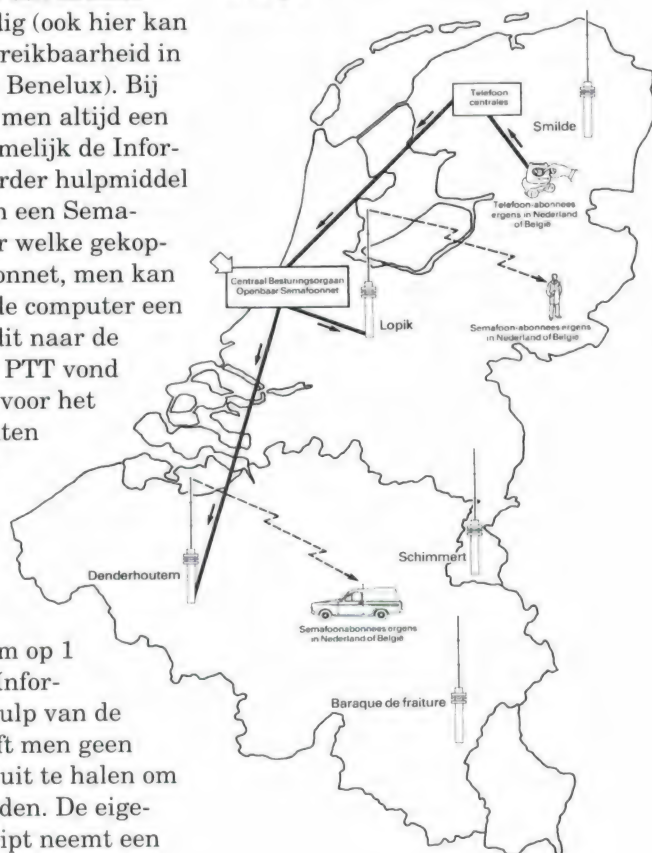 dig (ook hier kan
reikbaarheid in
Benelux). Bij
men altijd een
melijk de Infor-
rder hulpmiddel
n een Sema-
r welke gekop-
onnet, men kan
de computer een
dit naar de
PTT vond
voor het
ten
m op 1
Infor-
ulp van de
ft men geen
uit te halen om
den. De eige-
ipt neemt een
Telefoon
centrales
Smilde
Telefoon-abonnees
ergens in Nederland
of België
Centraal Besturingsorgaan
Openbaar Semafoonnet
Lopik
Semafoon-abonnees ergens
in Nederland of België
Denderhoutem
Schimmert
Semafoonabonnees ergens
in Nederland of België
Baraque de fraiture